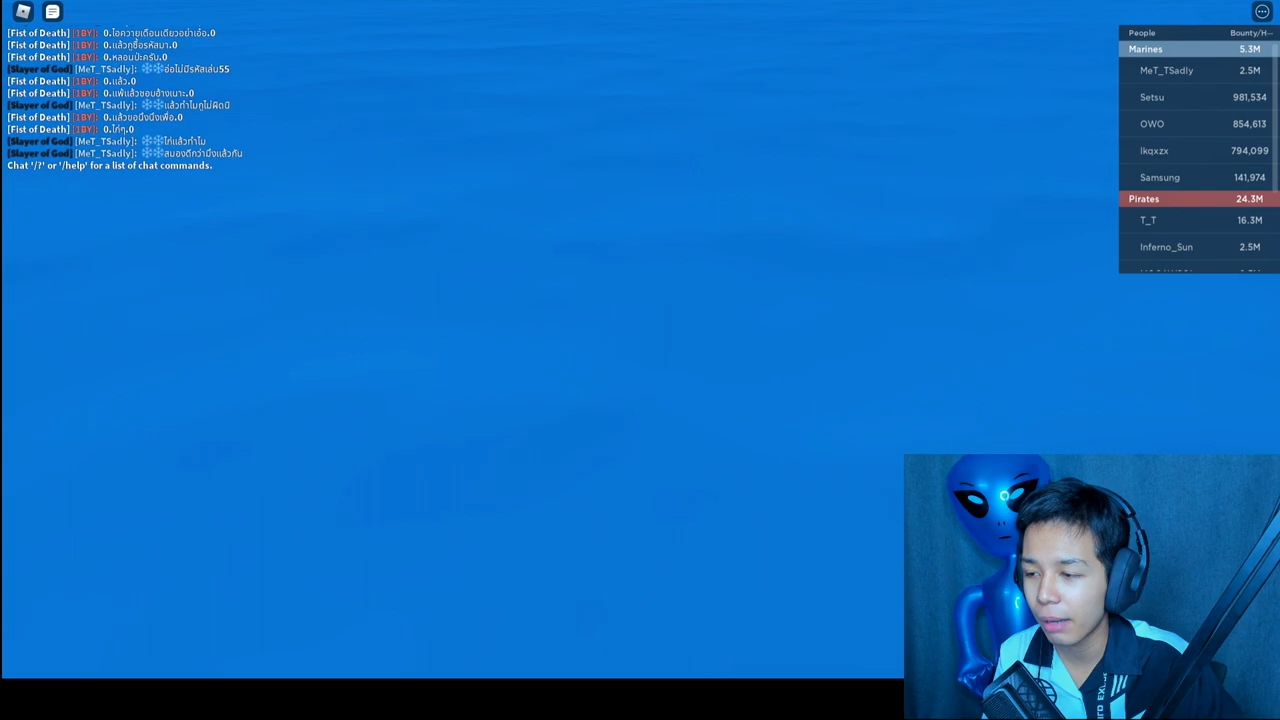 [Fist of Death] [1BY]: 0.ไอควายเดือนเดียวอย่าเอ๋อ.0
[Fist of Death] [1BY]: 0.แล้วกูซื้อรหัสมา.0
[Fist of Death] [1BY]: 0.หลอนป่ะครับ.0
[Slayer of God] [MeT_TSadly]: ❄❄อ๋อไม่มีรหัสเล่น55
[Fist of Death] [1BY]: 0.แล้ว.0
[Fist of Death] [1BY]: 0.แพ้แล้วชอบอ้างเนาะ.0
[Slayer of God] [MeT_TSadly]: ❄❄แล้วทำไมกูไม่ผิดนิ
[Fist of Death] [1BY]: 0.แล้วขอนึ่งนึงเพื่อ.0
[Fist of Death] [1BY]: 0.ไก่ๆ.0
[Slayer of God] [MeT_TSadly]: ❄❄ไก่แล้วทำไม
[Slayer of God] [MeT_TSadly]: ❄❄สมองดีกว่ามึงแล้วกัน
Chat '/?' or '/help' for a list of chat commands.
People Bounty/H···
Marines 5.3M
MeT_TSadly 2.5M
Setsu 981,534
OWO 854,613
Ikqxzx 794,099
Samsung 141,974
Pirates 24.3M
T_T 16.3M
Inferno_Sun 2.5M